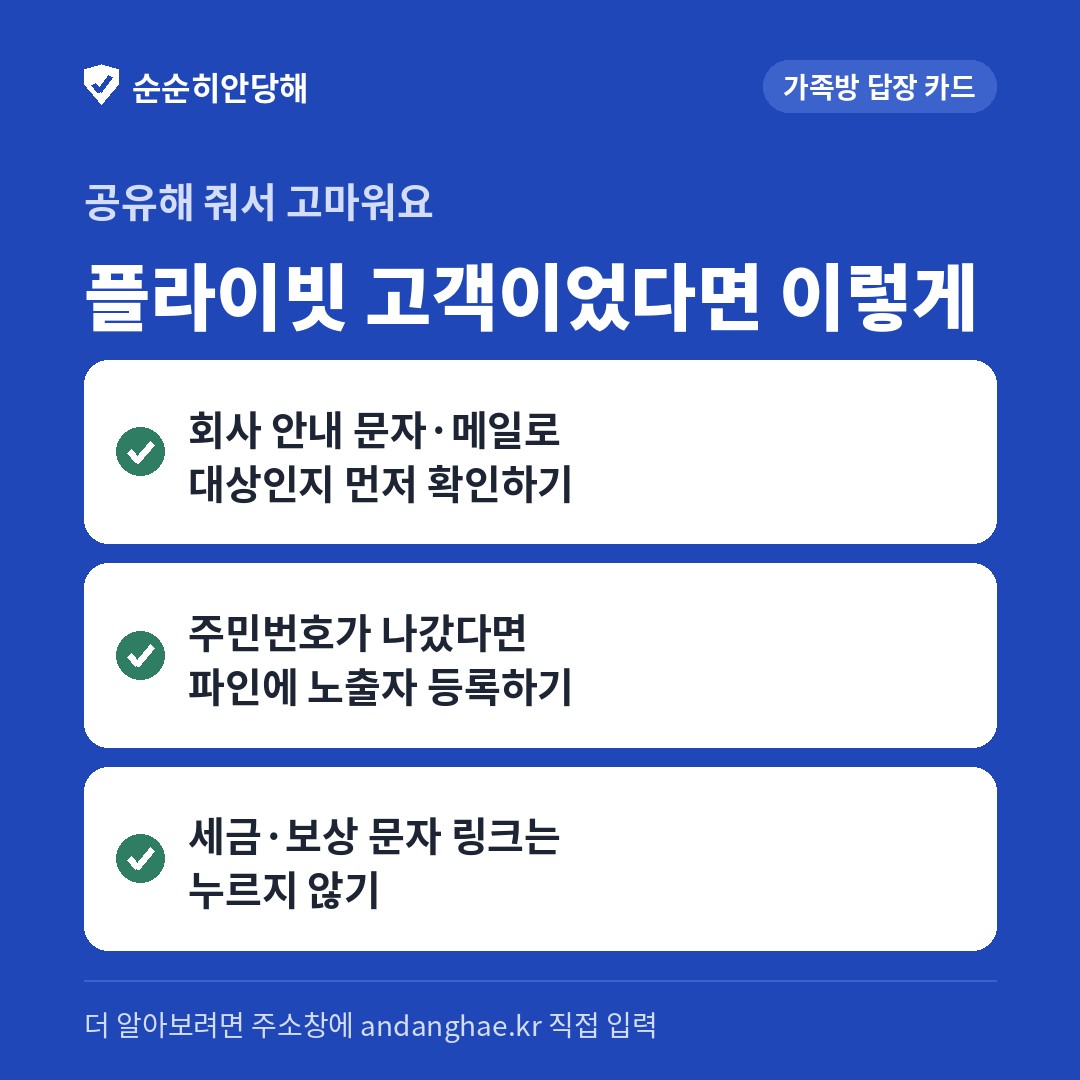 순순히안당해
가족방 답장 카드
공유해 줘서 고마워요
플라이빗 고객이었다면 이렇게
회사 안내 문자·메일로
대상인지 먼저 확인하기
주민번호가 나갔다면
파인에 노출자 등록하기
세금·보상 문자 링크는
누르지 않기
더 알아보려면 주소창에 andanghae.kr 직접 입력